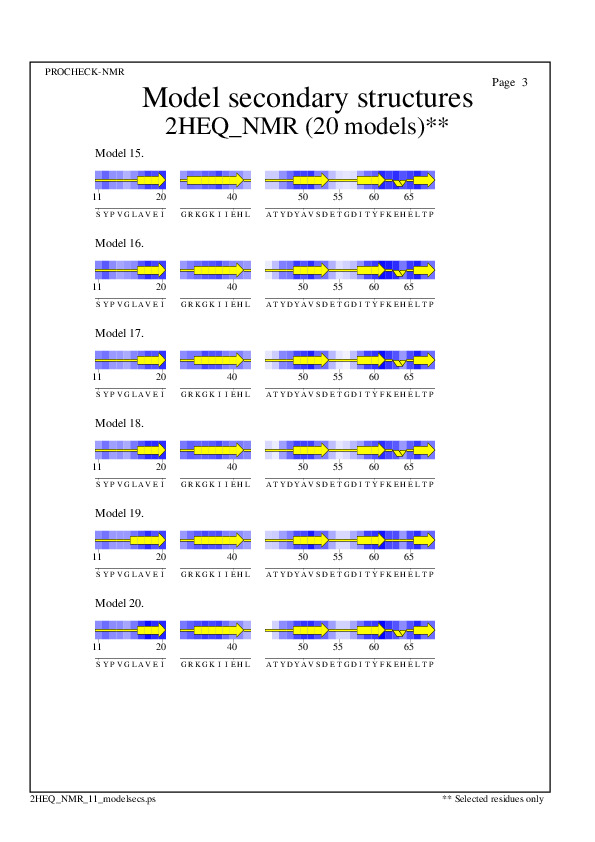 PROCHECK-NMR
Page 3
Model secondary structures
2HEQ_NMR (20 models)**
Model 15.
11 20 40 50 55 60 65
SYPVGLAVEI GRKGKIIEHL ATYDYAVSDETGDITYFKEHELTP
Model 16.
11 20 40 50 55 60 65
SYPVGLAVEI GRKGKIIEHL ATYDYAVSDETGDITYFKEHELTP
Model 17.
11 20 40 50 55 60 65
SYPVGLAVEI GRKGKIIEHL ATYDYAVSDETGDITYFKEHELTP
Model 18.
11 20 40 50 55 60 65
SYPVGLAVEI GRKGKIIEHL ATYDYAVSDETGDITYFKEHELTP
Model 19.
11 20 40 50 55 60 65
SYPVGLAVEI GRKGKIIEHL ATYDYAVSDETGDITYFKEHELTP
Model 20.
11 20 40 50 55 60 65
SYPVGLAVEI GRKGKIIEHL ATYDYAVSDETGDITYFKEHELTP
2HEQ_NMR_11_modelsecs.ps
** Selected residues only